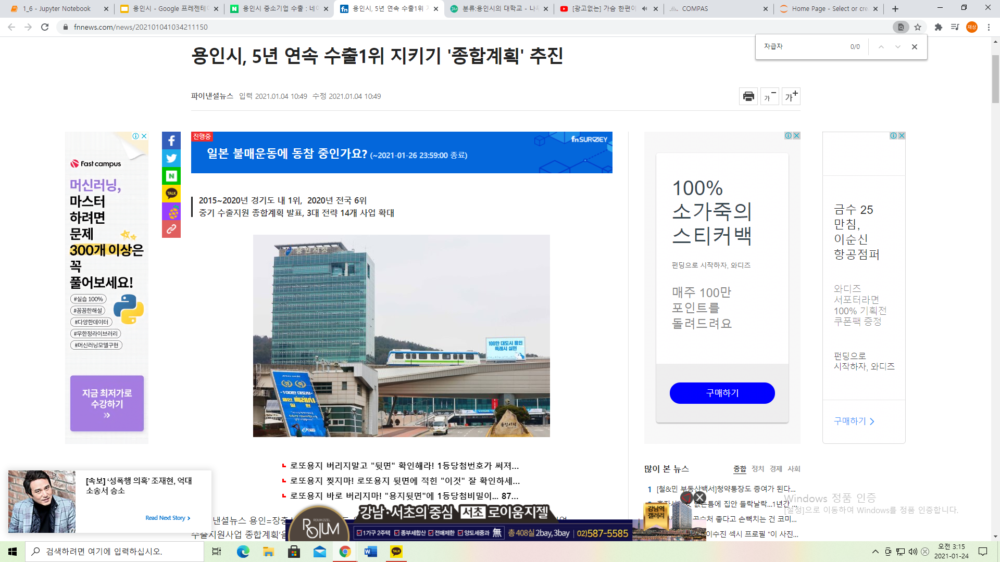 1_6 - Jupyter Notebook
용인시 - Google 프레젠테
용인시 중소기업 수출 : 네이
용인시, 5년 연속 수출1위
분류:용인시의 대학교 - 나무
[광고없는] 가슴 한편이
COMPAS
Home Page - Select or cre
fnnews.com/news/202101041034211150
재상
자급자
0/0
용인시, 5년 연속 수출1위 지키기 '종합계획' 추진
파이낸셜뉴스 입력 2021.01.04 10:49 수정 2021.01.04 10:49
가-
가+
Fast campus
머신러닝,
마스터
하려면
문제
300개 이상은
꼭
풀어보세요!
#실습 100%
#꼼꼼한해설
#다양한데이터
#무한정라이브러리
#머신러닝모델구현
지금 최저가로
수강하기
»
N
TALK
진행중
fnSURVEY
일본 불매운동에 동참 중인가요? (~2021-01-26 23:59:00 종료)
2015~2020년 경기도 내 1위, 2020년 전국 6위
중기 수출지원 종합계획 발표, 3대 전략 14개 사업 확대
용인시청
100만 대도시 용인
특례시 실현
경 축
-100만 대도시-
용인 특례시
실현
용인시청
로또용지 버리지말고 "뒷면" 확인해라! 1등당첨번호가 써져...
로또용지 찢지마! 로또용지 뒷면에 적힌 "이것" 잘 확인하세...
로또용지 바로 버리지마! "용지뒷면"에 1등당첨비밀이... 87...
낸셜뉴스 용인=장충
수출지원사업 종합계획'을
100%
소가죽의
스티커백
펀딩으로 시작하자, 와디즈
매주 100만
포인트를
돌려드려요
구매하기
금수 25
만침,
이순신
항공점퍼
와디즈
서포터라면
100% 기획전
쿠폰팩 증정
펀딩으로
시작하자, 와디즈
구매하기
많이 본 뉴스
종합 정치 경제 사회
1 [철&민 부동산백서]청약통장도 증여가 된다...
없는틈에 집안 들락날락...1년간
좋다고 손뼉치는 건 코미...
이수진 섹시 프로필 "이 사진...
Windows 정품 인증
[설정]으로 이동하여 Windows를 정품 인증합니다.
[속보] '성폭행 의혹' 조재현, 억대
소송서 승소
Read Next Story
ROIUM ZIZEL
ROIUM
강남·서초의 중심 서초 로이움지젤
1가구 2주택 종부세합산 전매제한 양도세중과 無 총 408실 2bay, 3bay 02)587-5585
강남역
갤러리
검색하려면 여기에 입력하십시오.
TALK
오전 3:15
2021-01-24